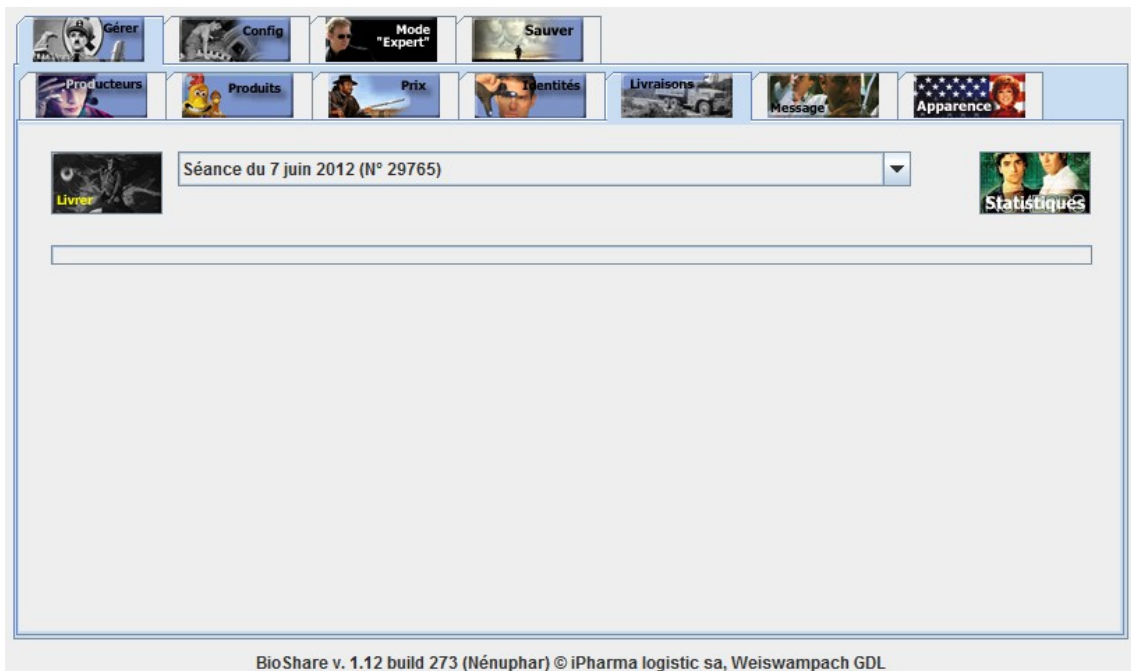 Gérer
Config
Mode
"Expert"
Sauver
Producteurs
Produits
Prix
Identités
Livraisons
Message
Apparence
Livrer
Séance du 7 juin 2012 (N° 29765)
Statistiques
BioShare v. 1.12 build 273 (Nénuphar) © iPharma logistic sa, Weiswampach GDL